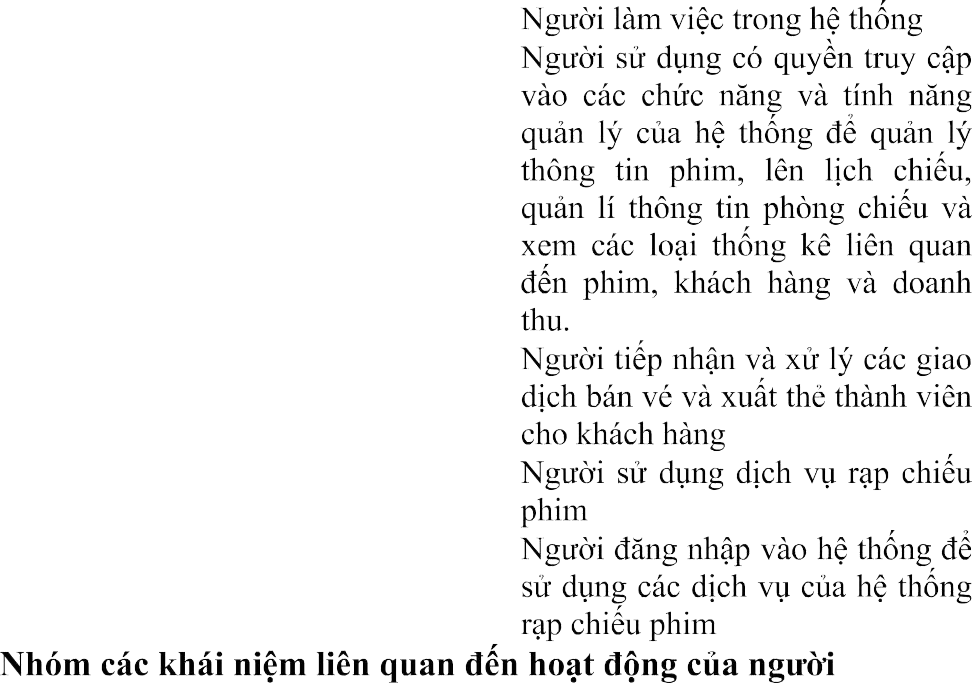 Người làm việc trong hệ thống
Người sử dụng có quyền truy cập
vào các chức năng và tính năng
quản lý của hệ thống để quản lý
thông tin phim, lên lịch chiếu,
quản lí thông tin phòng chiếu và
xem các loại thống kê liên quan
đến phim, khách hàng và doanh
thu.
Người tiếp nhận và xử lý các giao
dịch bán vé và xuất thẻ thành viên
cho khách hàng
Người sử dụng dịch vụ rạp chiếu
phim
Người đăng nhập vào hệ thống để
sử dụng các dịch vụ của hệ thống
rạp chiếu phim
Nhóm các khái niệm liên quan đến hoạt động của người